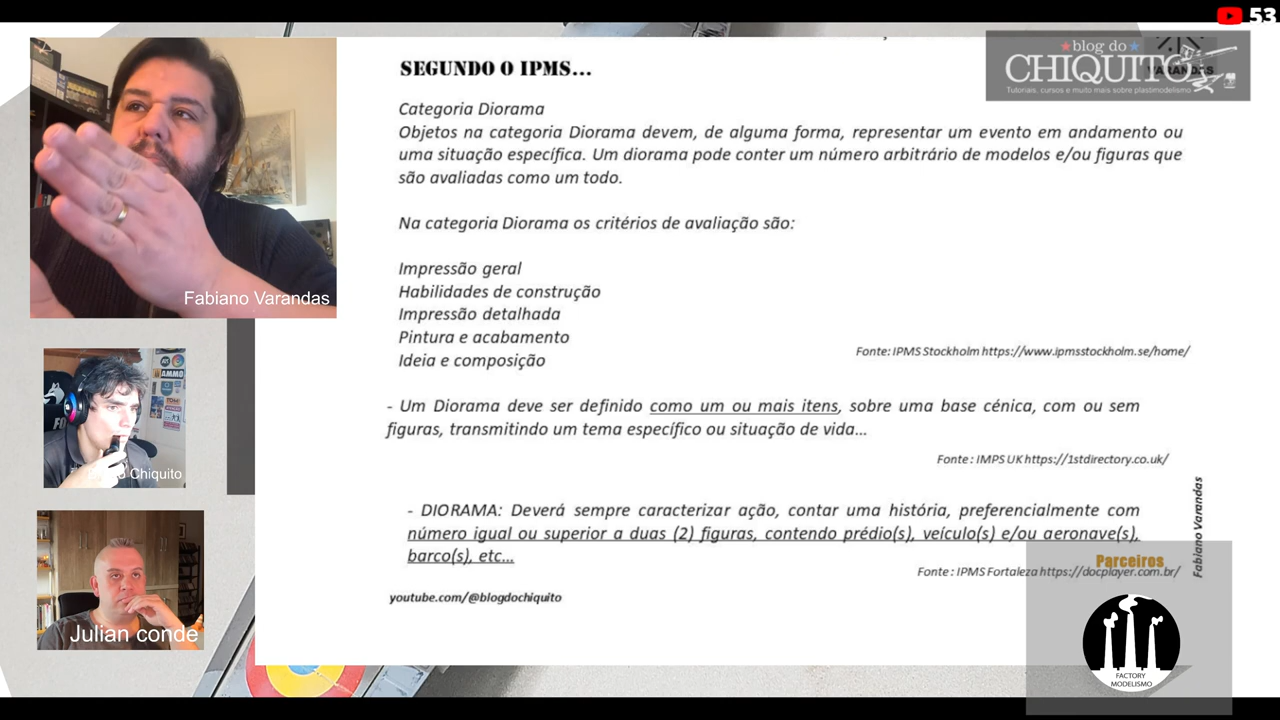 53
SEGUNDO O IPMS...
blog do
CHIQUITO
VARANDAS
Tutoriais, cursos e muito mais sobre plastimodelismo
Categoria Diorama
Objetos na categoria Diorama devem, de alguma forma, representar um evento em andamento ou
uma situação específica. Um diorama pode conter um número arbitrário de modelos e/ou figuras que
são avaliadas como um todo.
Na categoria Diorama os critérios de avaliação são:
Impressão geral
Habilidades de construção
Impressão detalhada
Pintura e acabamento
Ideia e composição
Fonte: IPMS Stockholm https://www.ipmsstockholm.se/home/
- Um Diorama deve ser definido como um ou mais itens, sobre uma base cénica, com ou sem
figuras, transmitindo um tema específico ou situação de vida...
Fonte : IMPS UK https://1stdirectory.co.uk/
- DIORAMA: Deverá sempre caracterizar ação, contar uma história, preferencialmente com
número igual ou superior a duas (2) figuras, contendo prédio(s), veículo(s) e/ou aeronave(s),
barco(s), etc...
Fonte : IPMS Fortaleza https://docplayer.com.br/
youtube.com/@blogdochiquito
Fabiano Varandas
Fabiano Varandas
AMMO
Chiquito
Julian conde
Parceiros
FACTORY
MODELISMO